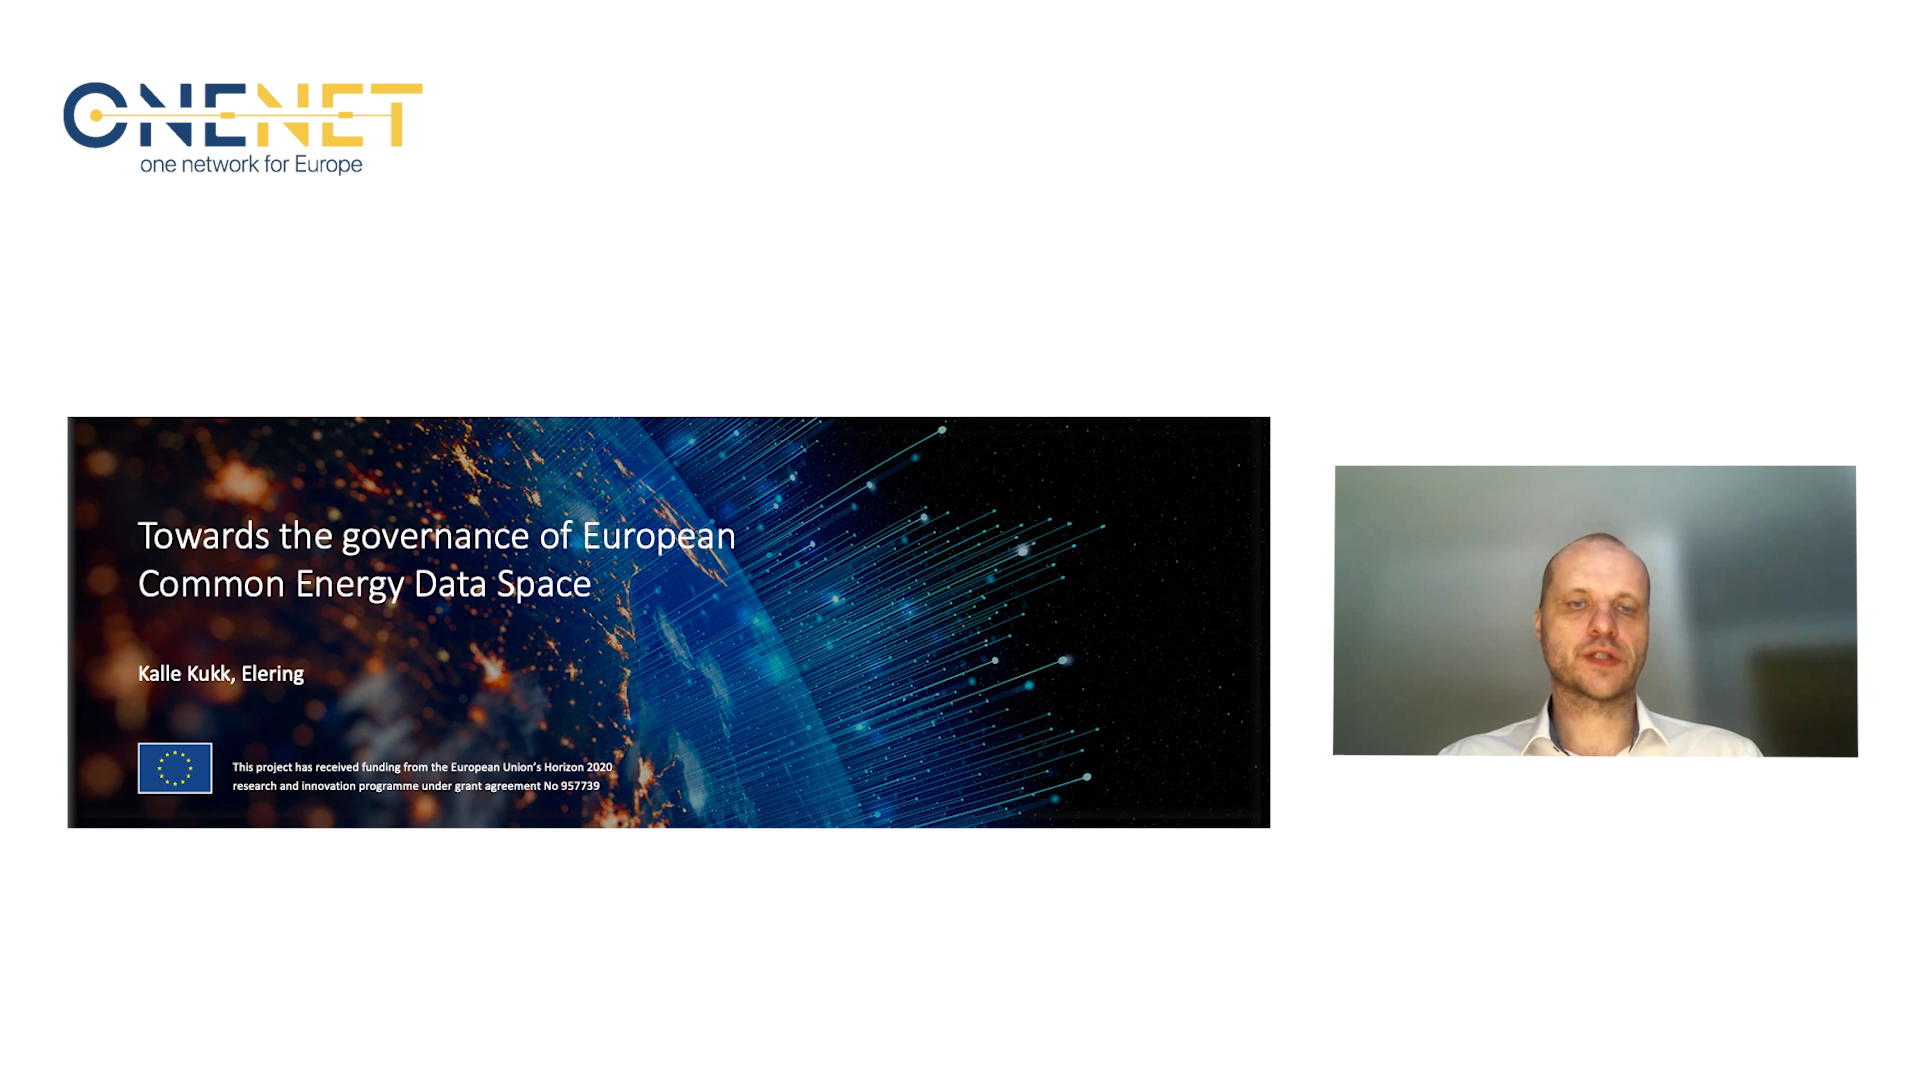 ONENET
one network for Europe
Towards the governance of European
Common Energy Data Space
Kalle Kukk, Elering
This project has received funding from the European Union's Horizon 2020
research and innovation programme under grant agreement No 957739